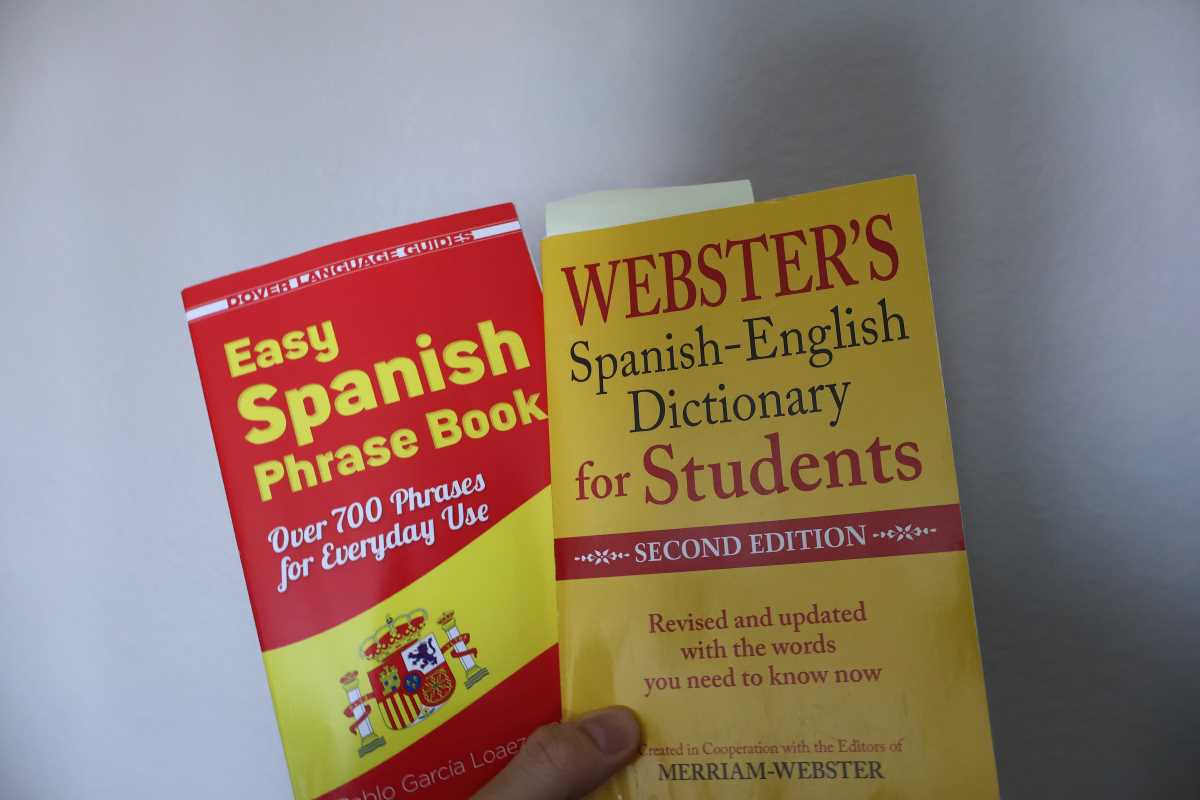 DOVER LANGUAGE GUIDES
Easy
Spanish
Phrase Book
Over 700 Phrases
for Everyday Use
García Loaez
WEBSTER'S
Spanish-English
Dictionary
for Students
SECOND EDITION
Revised and updated
with the words
you need to know now
Created in Cooperation with the Editors of
MERRIAM-WEBSTER